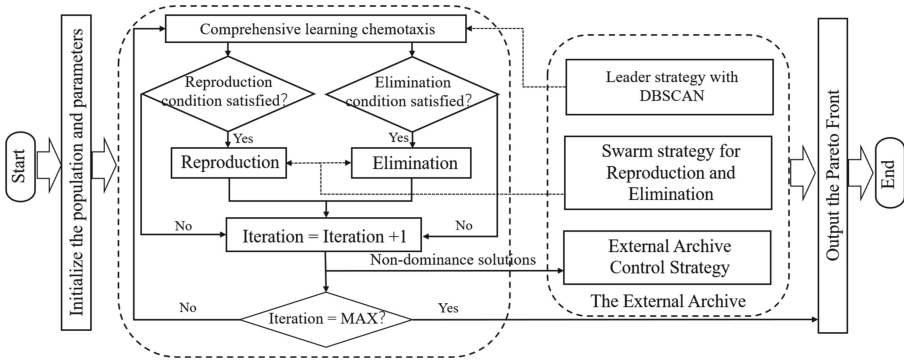 Start
Initialize the population and parameters
Comprehensive learning chemotaxis
Reproduction
condition satisfied?
Elimination
condition satisfied?
Yes
Yes
Reproduction
Elimination
No
Iteration = Iteration +1
No
Non-dominance solutions
No
Iteration = MAX?
Yes
Leader strategy with
DBSCAN
Swarm strategy for
Reproduction and
Elimination
External Archive
Control Strategy
The External Archive
Output the Pareto Front
End